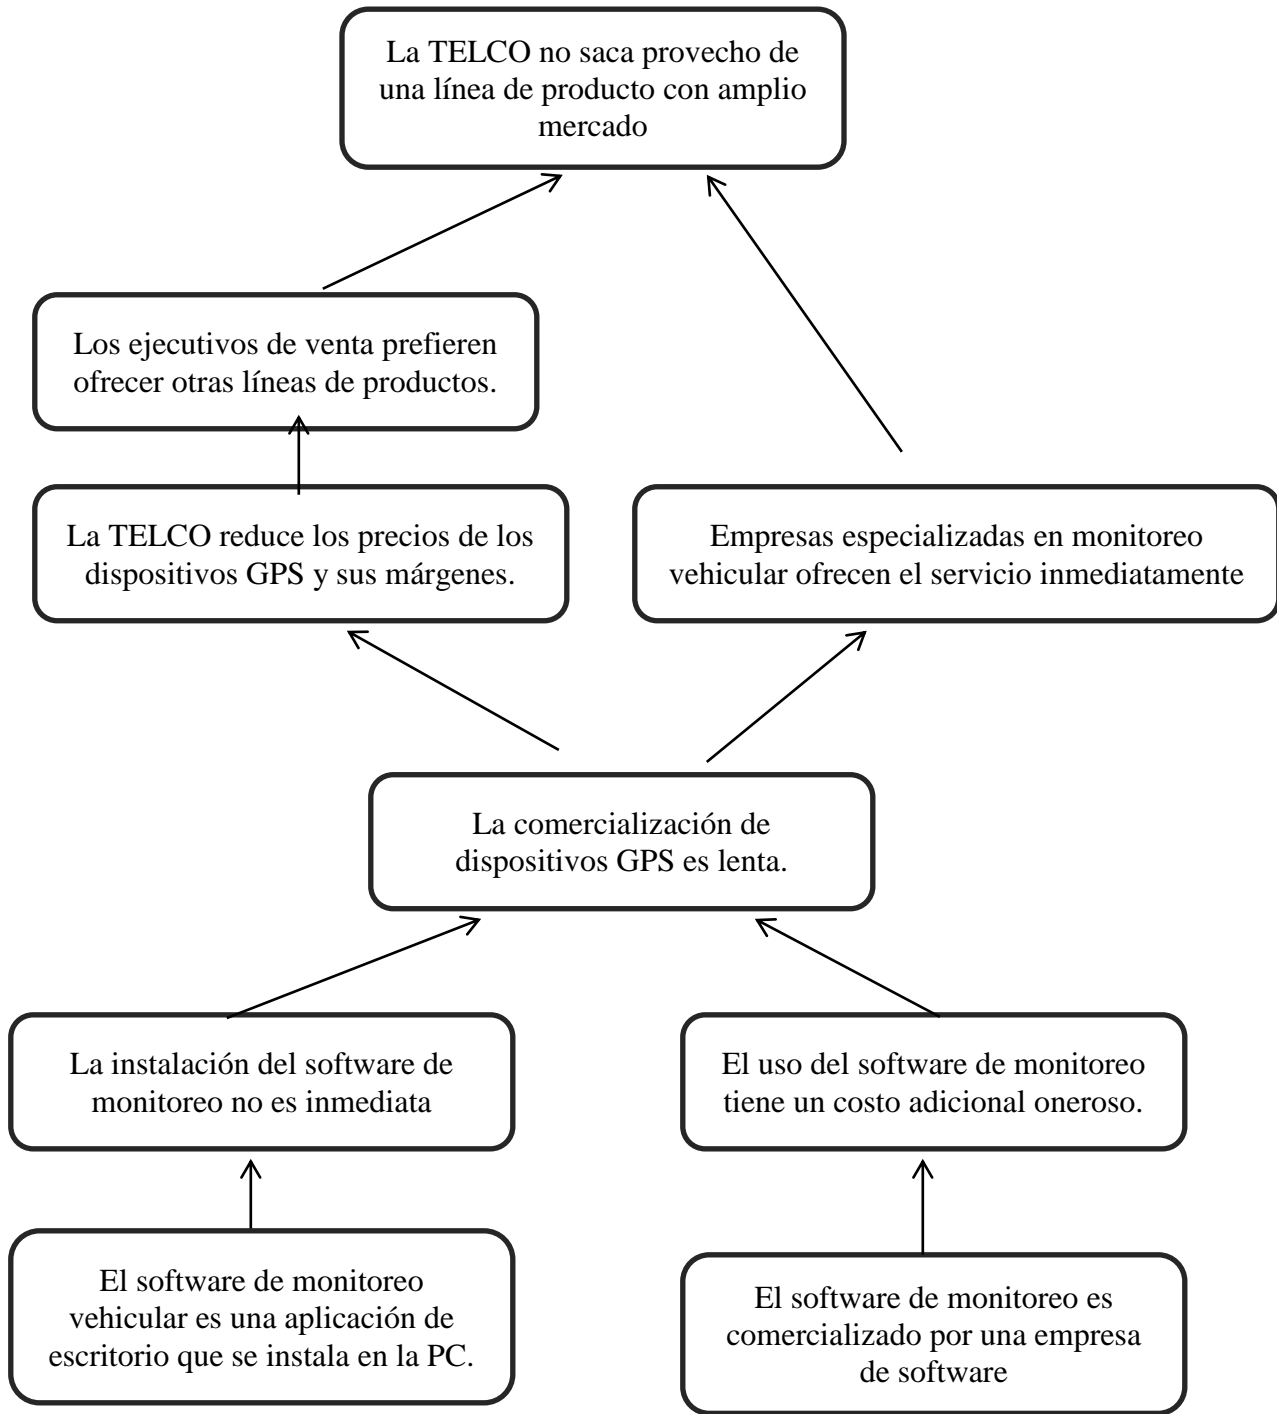 La TELCO no saca provecho de
una línea de producto con amplio
mercado
Los ejecutivos de venta prefieren
ofrecer otras líneas de productos.
La TELCO reduce los precios de los
dispositivos GPS y sus márgenes.
Empresas especializadas en monitoreo
vehicular ofrecen el servicio inmediatamente
La comercialización de
dispositivos GPS es lenta.
La instalación del software de
monitoreo no es inmediata
El uso del software de monitoreo
tiene un costo adicional oneroso.
El software de monitoreo
vehicular es una aplicación de
escritorio que se instala en la PC.
El software de monitoreo es
comercializado por una empresa
de software